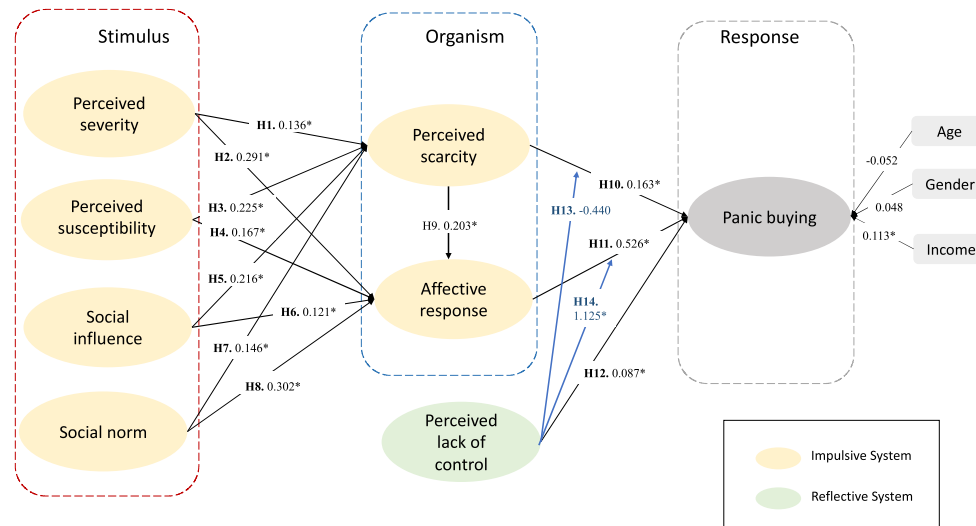 Stimulus
Organism
Response
Perceived
severity
Perceived
susceptibility
Social
influence
Social norm
H1. 0.136*
H2. 0.291*
H3. 0.225*
H4. 0.167*
H5. 0.216*
H6. 0.121*
H7. 0.146*
H8. 0.302*
Perceived
scarcity
H9. 0.203*
Affective
response
Perceived
lack of
control
H10. 0.163*
H13. -0.440
H11. 0.526*
H14.
1.125*
H12. 0.087*
Panic buying
Age
-0.052
Gender
0.048
0.113*
Income
Impulsive System
Reflective System